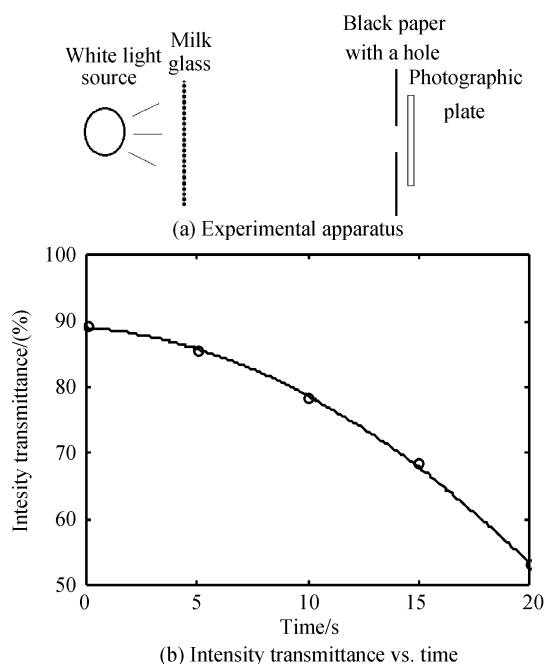 White light
source
Milk
glass
Black paper
with a hole
Photographic
plate
(a) Experimental apparatus
Intesity transmittance/(%)
100
90
80
70
60
50
0
5
10
15
20
Time/s
(b) Intensity transmittance vs. time